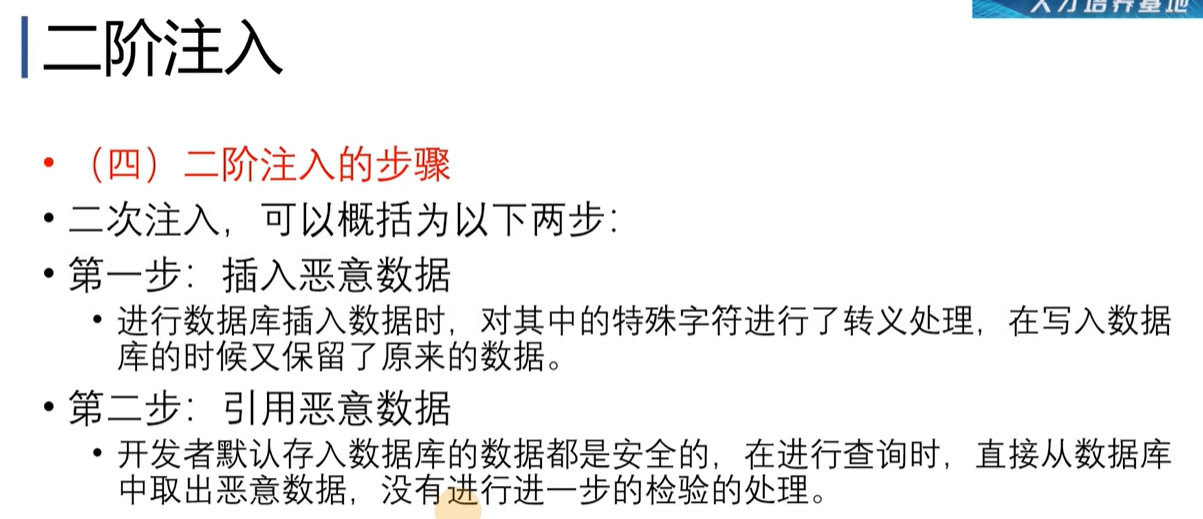 人才培养基地
二阶注入
• （四）二阶注入的步骤
• 二次注入，可以概括为以下两步：
• 第一步：插入恶意数据
• 进行数据库插入数据时，对其中的特殊字符进行了转义处理，在写入数据
库的时候又保留了原来的数据。
• 第二步：引用恶意数据
• 开发者默认存入数据库的数据都是安全的，在进行查询时，直接从数据库
中取出恶意数据，没有进行进一步的检验的处理。